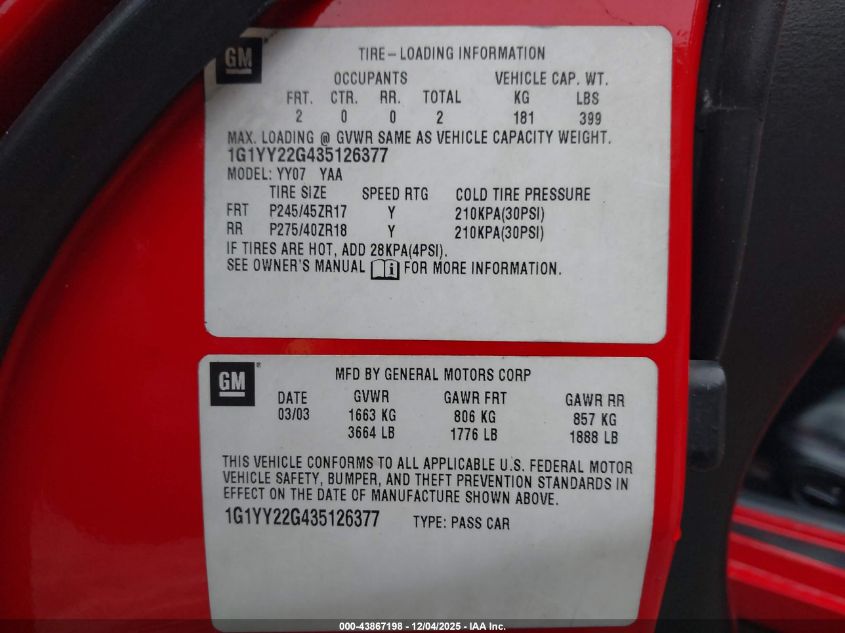 GM
TIRE-LOADING INFORMATION
OCCUPANTS VEHICLE CAP. WT.
FRT. CTR. RR. TOTAL KG LBS
2 0 0 2 181 399
MAX. LOADING @ GVWR SAME AS VEHICLE CAPACITY WEIGHT.
1G1YY22G435126377
MODEL: YY07 YAA
TIRE SIZE SPEED RTG COLD TIRE PRESSURE
FRT P245/45ZR17 Y 210KPA(30PSI)
RR P275/40ZR18 Y 210KPA(30PSI)
IF TIRES ARE HOT, ADD 28KPA(4PSI).
SEE OWNER'S MANUAL i FOR MORE INFORMATION.
GM®
MFD BY GENERAL MOTORS CORP
DATE GVWR GAWR FRT GAWR RR
03/03 1663 KG 806 KG 857 KG
3664 LB 1776 LB 1888 LB
THIS VEHICLE CONFORMS TO ALL APPLICABLE U.S. FEDERAL MOTOR
VEHICLE SAFETY, BUMPER, AND THEFT PREVENTION STANDARDS IN
EFFECT ON THE DATE OF MANUFACTURE SHOWN ABOVE.
1G1YY22G435126377 TYPE: PASS CAR
000-43867198 - 12/04/2025 - IAA Inc.